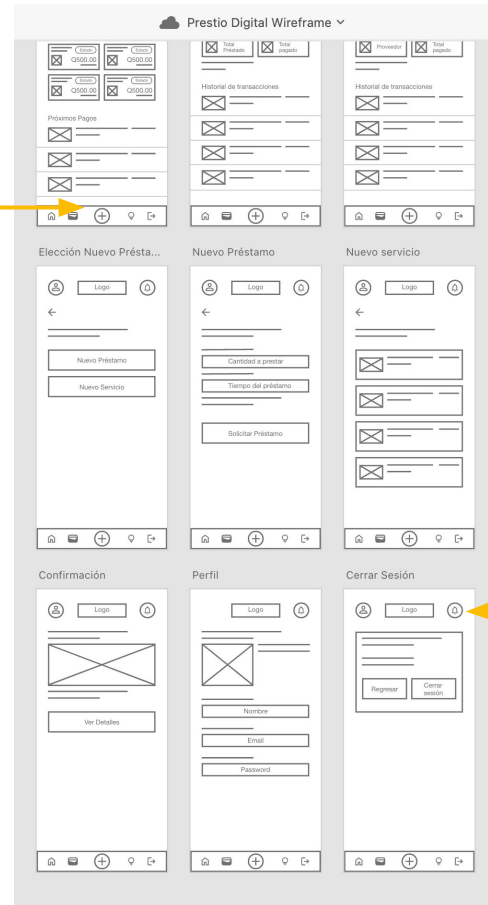 Prestio Digital Wireframe
Estado
Estado
Q500.00
Q500.00
Estado
Estado
Q500.00
Q500.00
Próximos Pagos
Total Préstado
Total pagado
Historial de transacciones
Proveedor
Total pagado
Historial de transacciones
Elección Nuevo Présta...
Logo
Nuevo Préstamo
Nuevo Servicio
Nuevo Préstamo
Logo
Cantidad a prestar
Tiempo del préstamo
Solicitar Préstamo
Nuevo servicio
Logo
Confirmación
Logo
Ver Detalles
Perfil
Logo
Nombre
Email
Password
Cerrar Sesión
Logo
Regresar
Cerrar
sesión